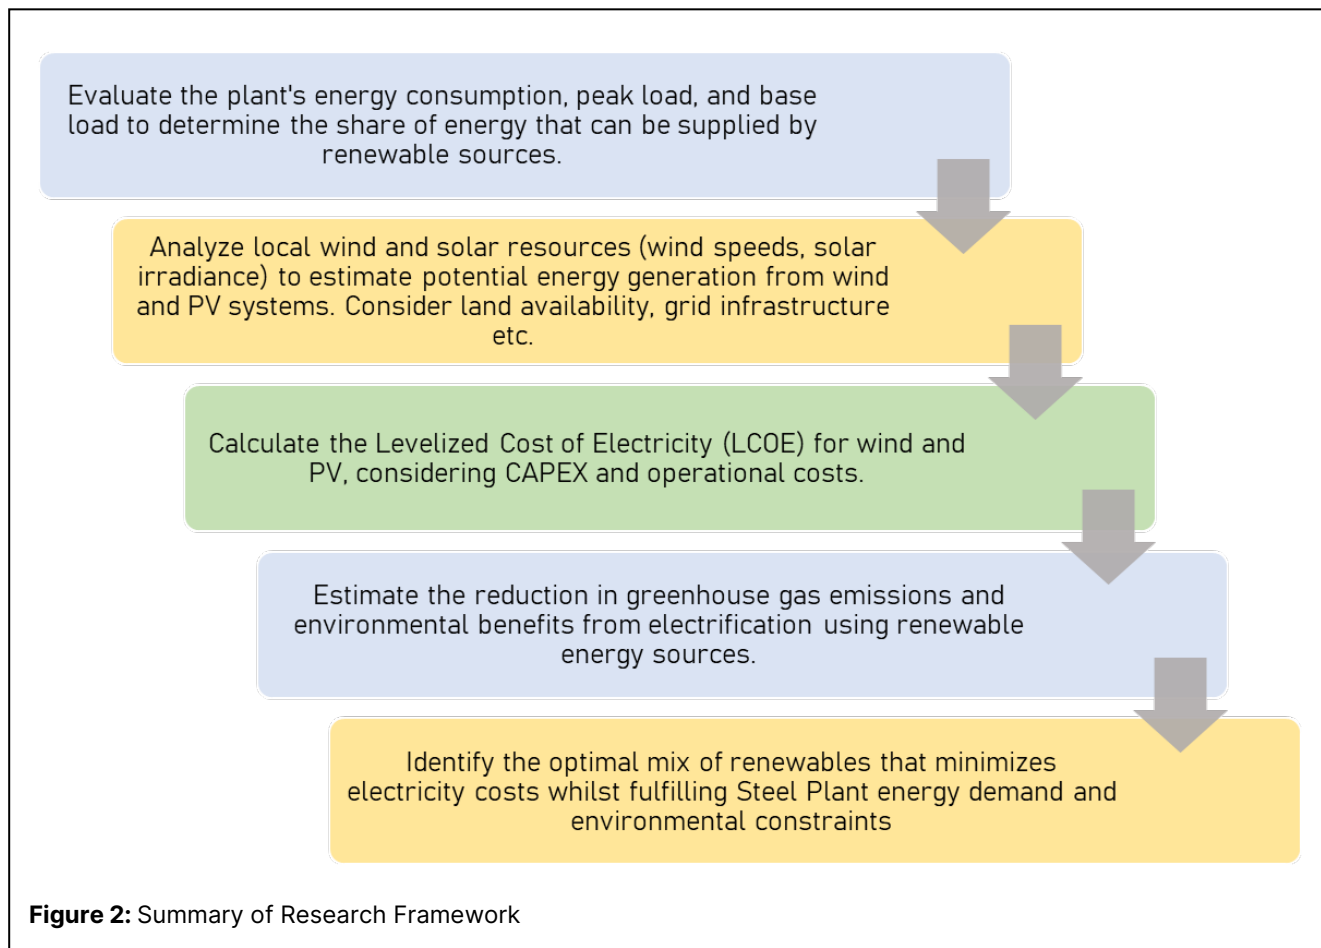 Evaluate the plant's energy consumption, peak load, and base
load to determine the share of energy that can be supplied by
renewable sources.
Analyze local wind and solar resources (wind speeds, solar
irradiance) to estimate potential energy generation from wind
and PV systems. Consider land availability, grid infrastructure
etc.
Calculate the Levelized Cost of Electricity (LCOE) for wind and
PV, considering CAPEX and operational costs.
Estimate the reduction in greenhouse gas emissions and
environmental benefits from electrification using renewable
energy sources.
Identify the optimal mix of renewables that minimizes
electricity costs whilst fulfilling Steel Plant energy demand and
environmental constraints
Figure 2: Summary of Research Framework